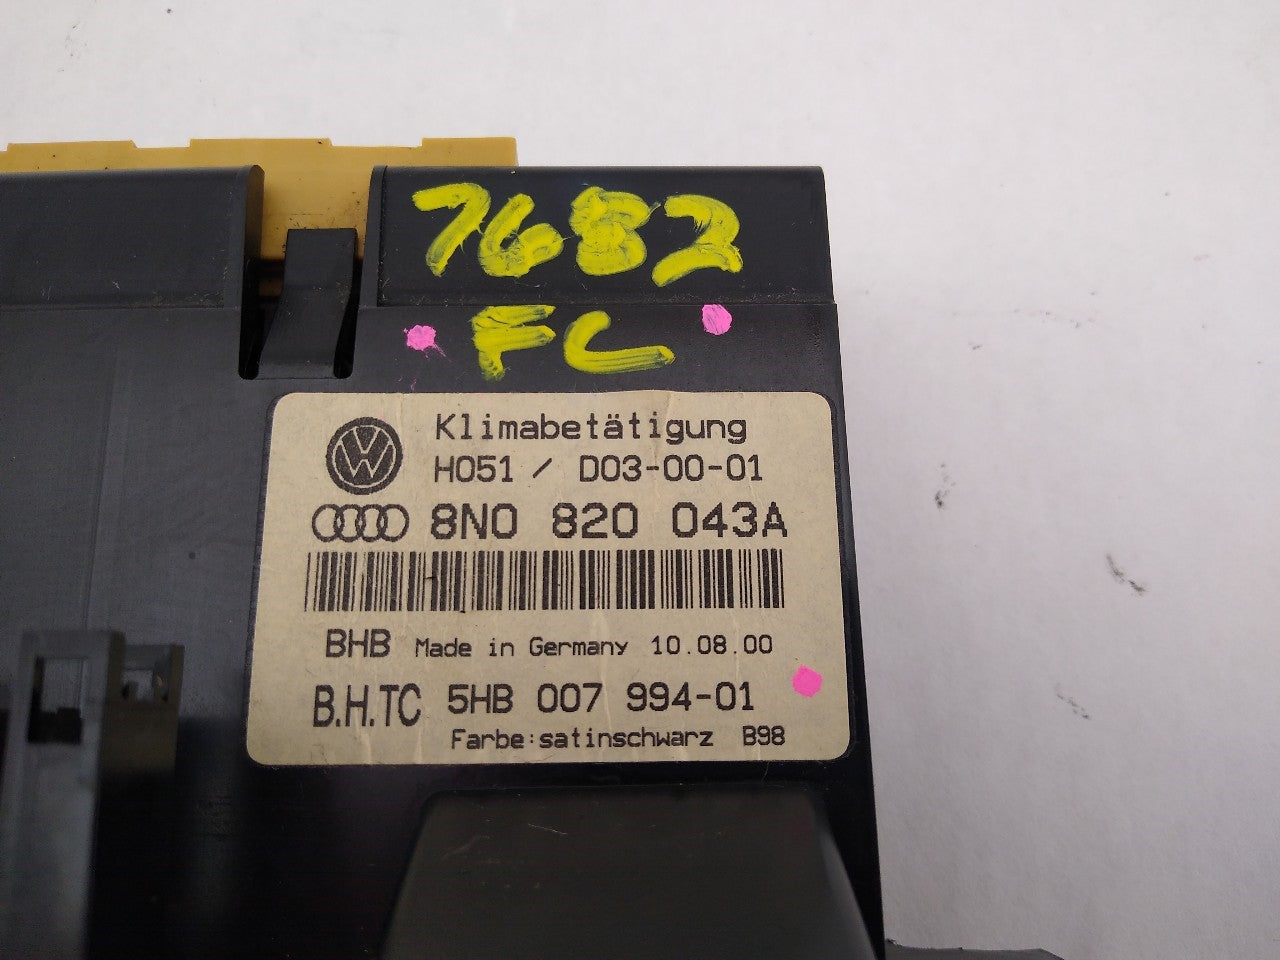 7682
FC
Klimabetätigung
H051 / D03-00-01
8N0 820 043A
BHB Made in Germany 10.08.00
B.H.TC 5HB 007 994-01
Farbe:satinschwarz B98